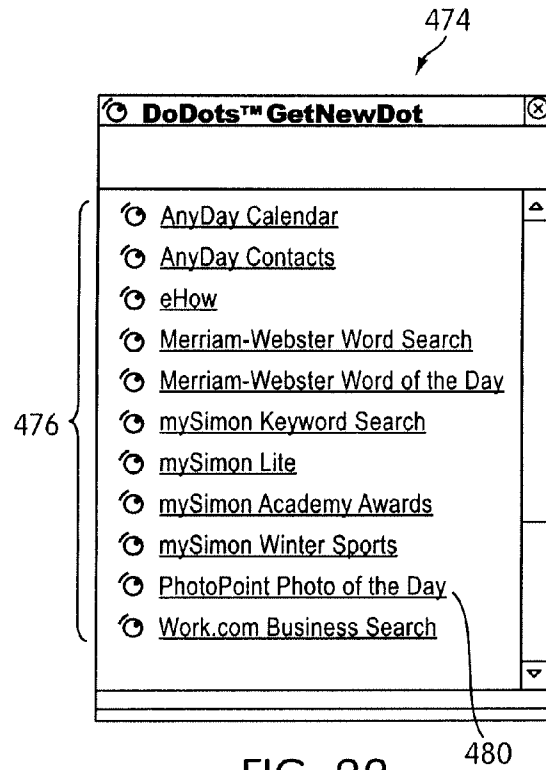 474
DoDots™ GetNewDot
AnyDay Calendar
AnyDay Contacts
eHow
Merriam-Webster Word Search
Merriam-Webster Word of the Day
476
mySimon Keyword Search
mySimon Lite
mySimon Academy Awards
mySimon Winter Sports
PhotoPoint Photo of the Day
Work.com Business Search
480
FIG.